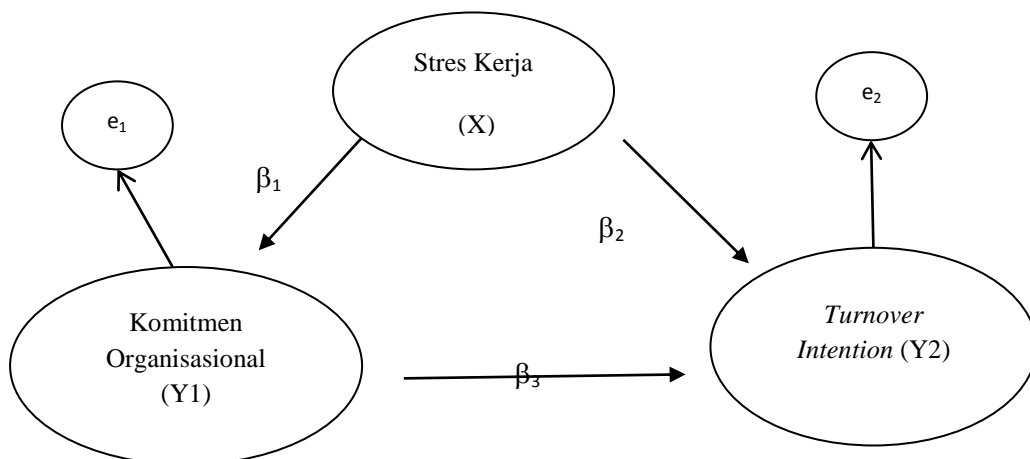 Stres Kerja
(X)
e₁
e₂
β₁
β₂
Komitmen
Organisasional
(Y1)
Turnover
Intention (Y2)
β₃